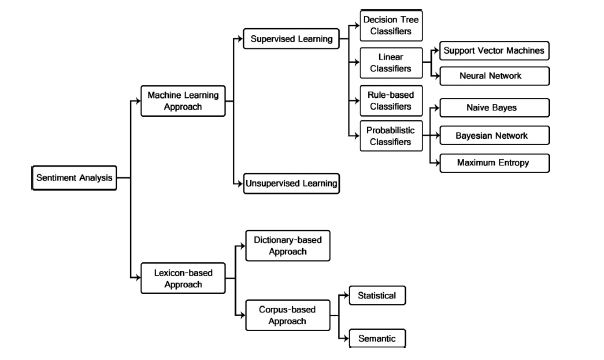 Decision Tree
Classifiers
Supervised Learning
Linear
Classifiers
Support Vector Machines
Neural Network
Machine Learning
Approach
Rule-based
Classifiers
Naive Bayes
Probabilistic
Classifiers
Bayesian Network
Maximum Entropy
Sentiment Analysis
Unsupervised Learning
Dictionary-based
Approach
Lexicon-based
Approach
Corpus-based
Approach
Statistical
Semantic